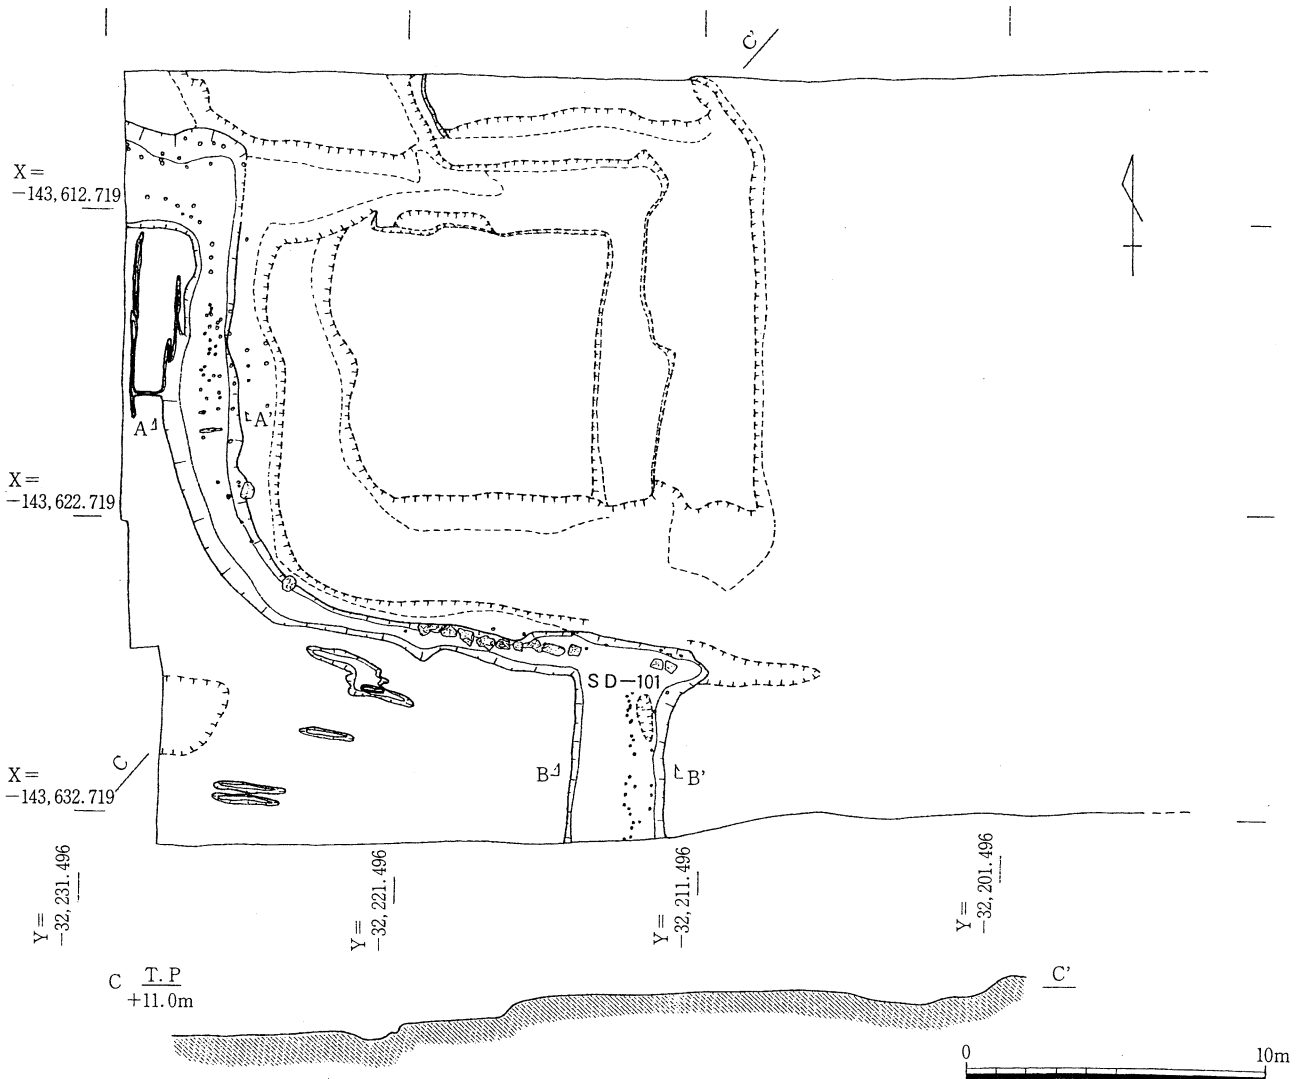 C'
X=
-143,612.719
A
A'
X=
-143,622.719
SD-101
C
B
B'
X=
-143,632.719
Y=
-32,231.496
Y=
-32,221.496
Y=
-32,211.496
Y=
-32,201.496
C
T.P
+11.0m
C'
0
10m